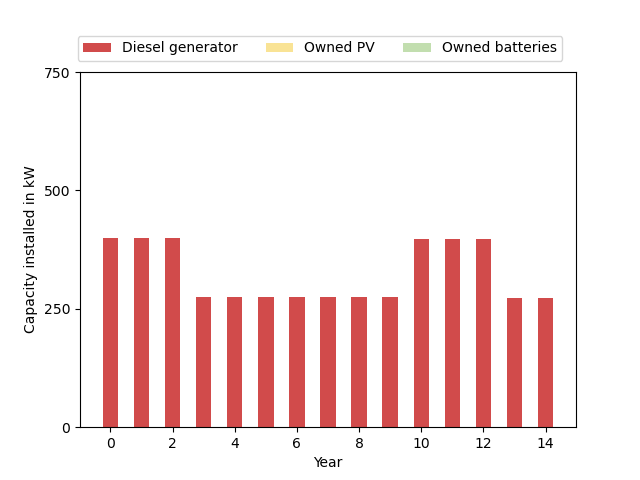 Diesel generator Owned PV Owned batteries
750
500
250
0
Capacity installed in kW
0 2 4 6 8 10 12 14
Year